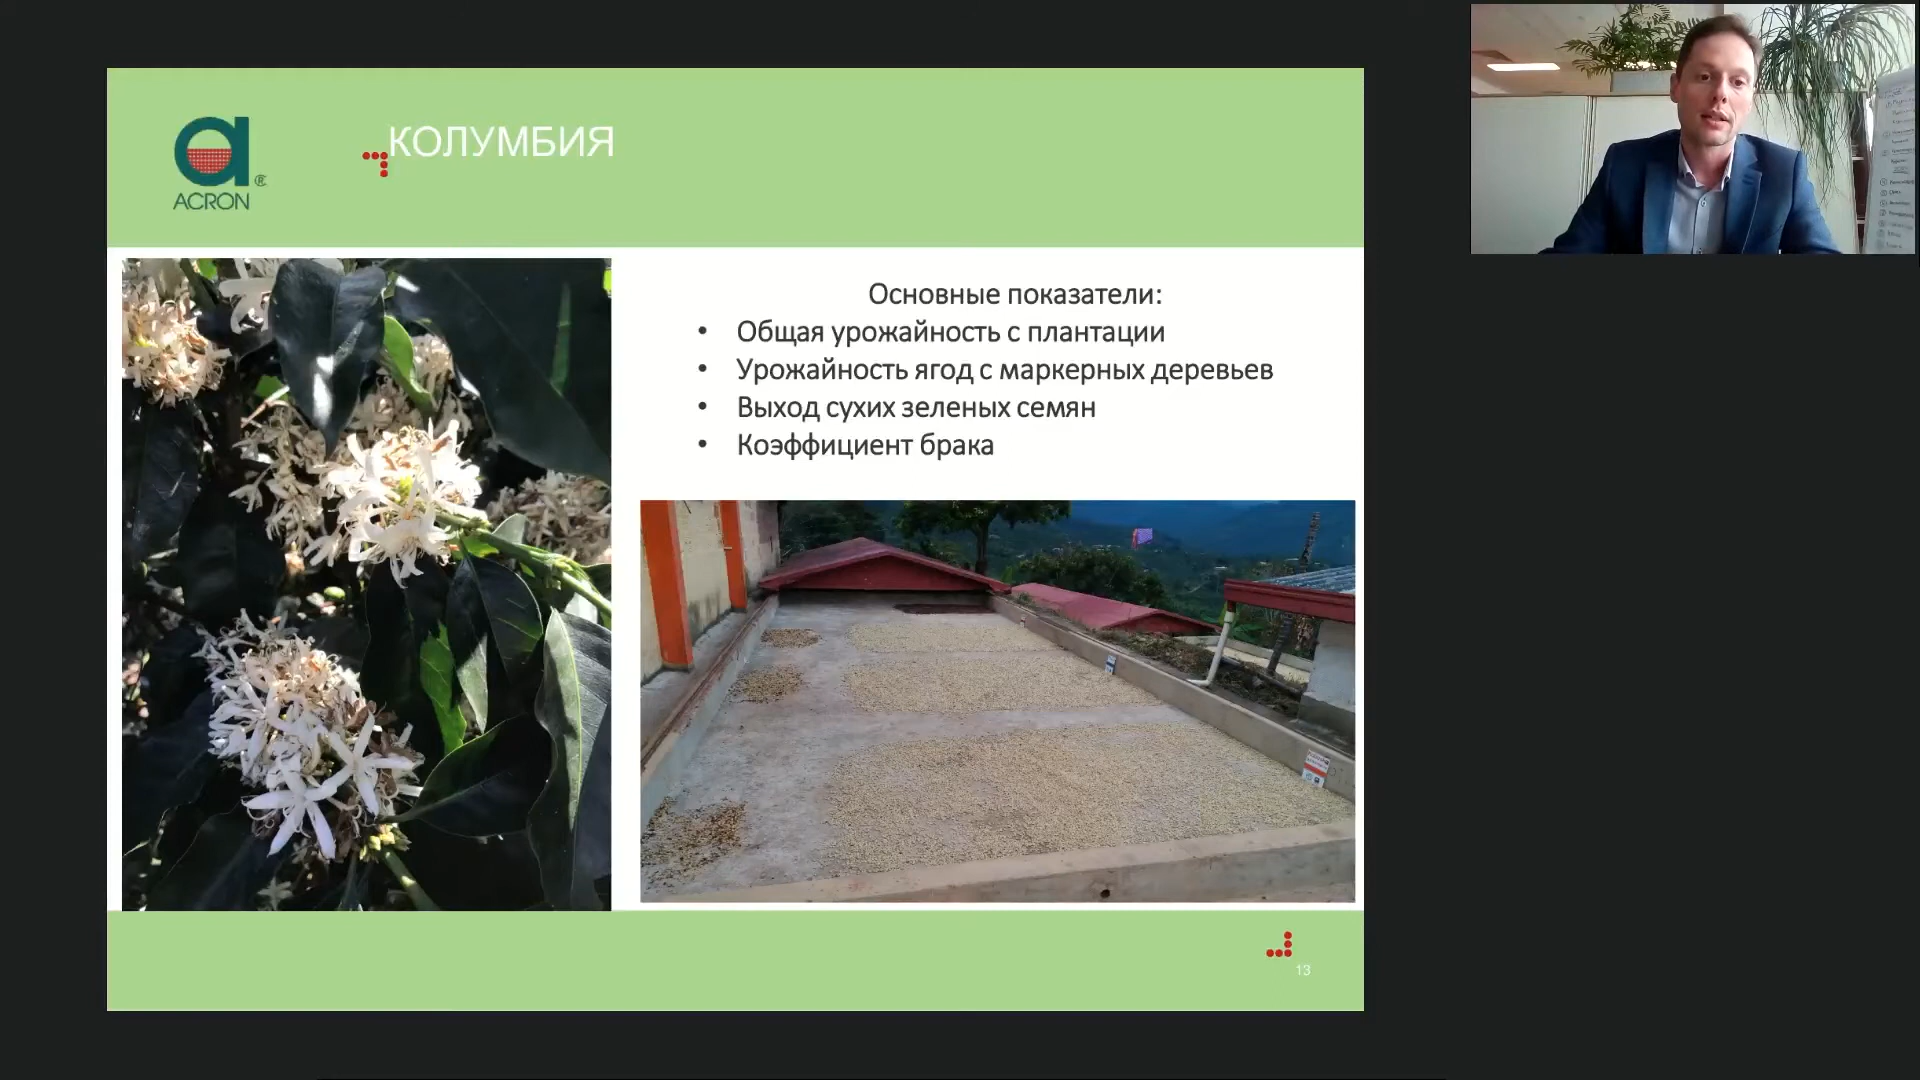 a
®
ACRON
КОЛУМБИЯ
Основные показатели:
• Общая урожайность с плантации
• Урожайность ягод с маркерных деревьев
• Выход сухих зеленых семян
• Коэффициент брака
13